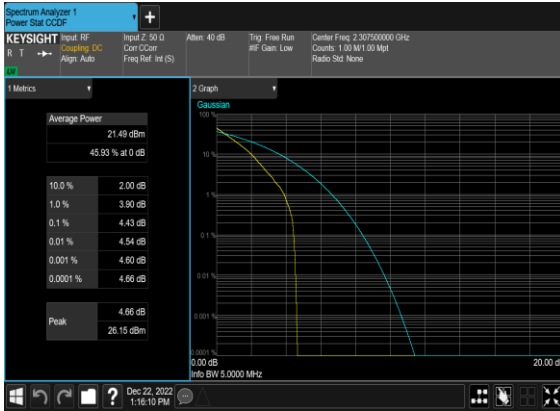 Spectrum Analyzer 1
Power Stat CCDF
+
KEYSIGHT
R T
Input: RF
Coupling: DC
Align: Auto
Input Z: 50 Ω
Corr CCorr
Freq Ref: Int (S)
Atten: 40 dB
Trig: Free Run
#IF Gain: Low
Center Freq: 2.307500000 GHz
Counts: 1.00 M/1.00 Mpt
Radio Std: None
1 Metrics
Average Power
21.49 dBm
45.93 % at 0 dB
10.0 % 2.00 dB
1.0 % 3.90 dB
0.1 % 4.43 dB
0.01 % 4.54 dB
0.001 % 4.60 dB
0.0001 % 4.66 dB
Peak
4.66 dB
26.15 dBm
2 Graph
Gaussian
100 %
10 %
1 %
0.1 %
0.01 %
0.001 %
0.0001 %
0.00 dB
20.00 d
Info BW 5.0000 MHz
?
Dec 22, 2022
1:16:10 PM